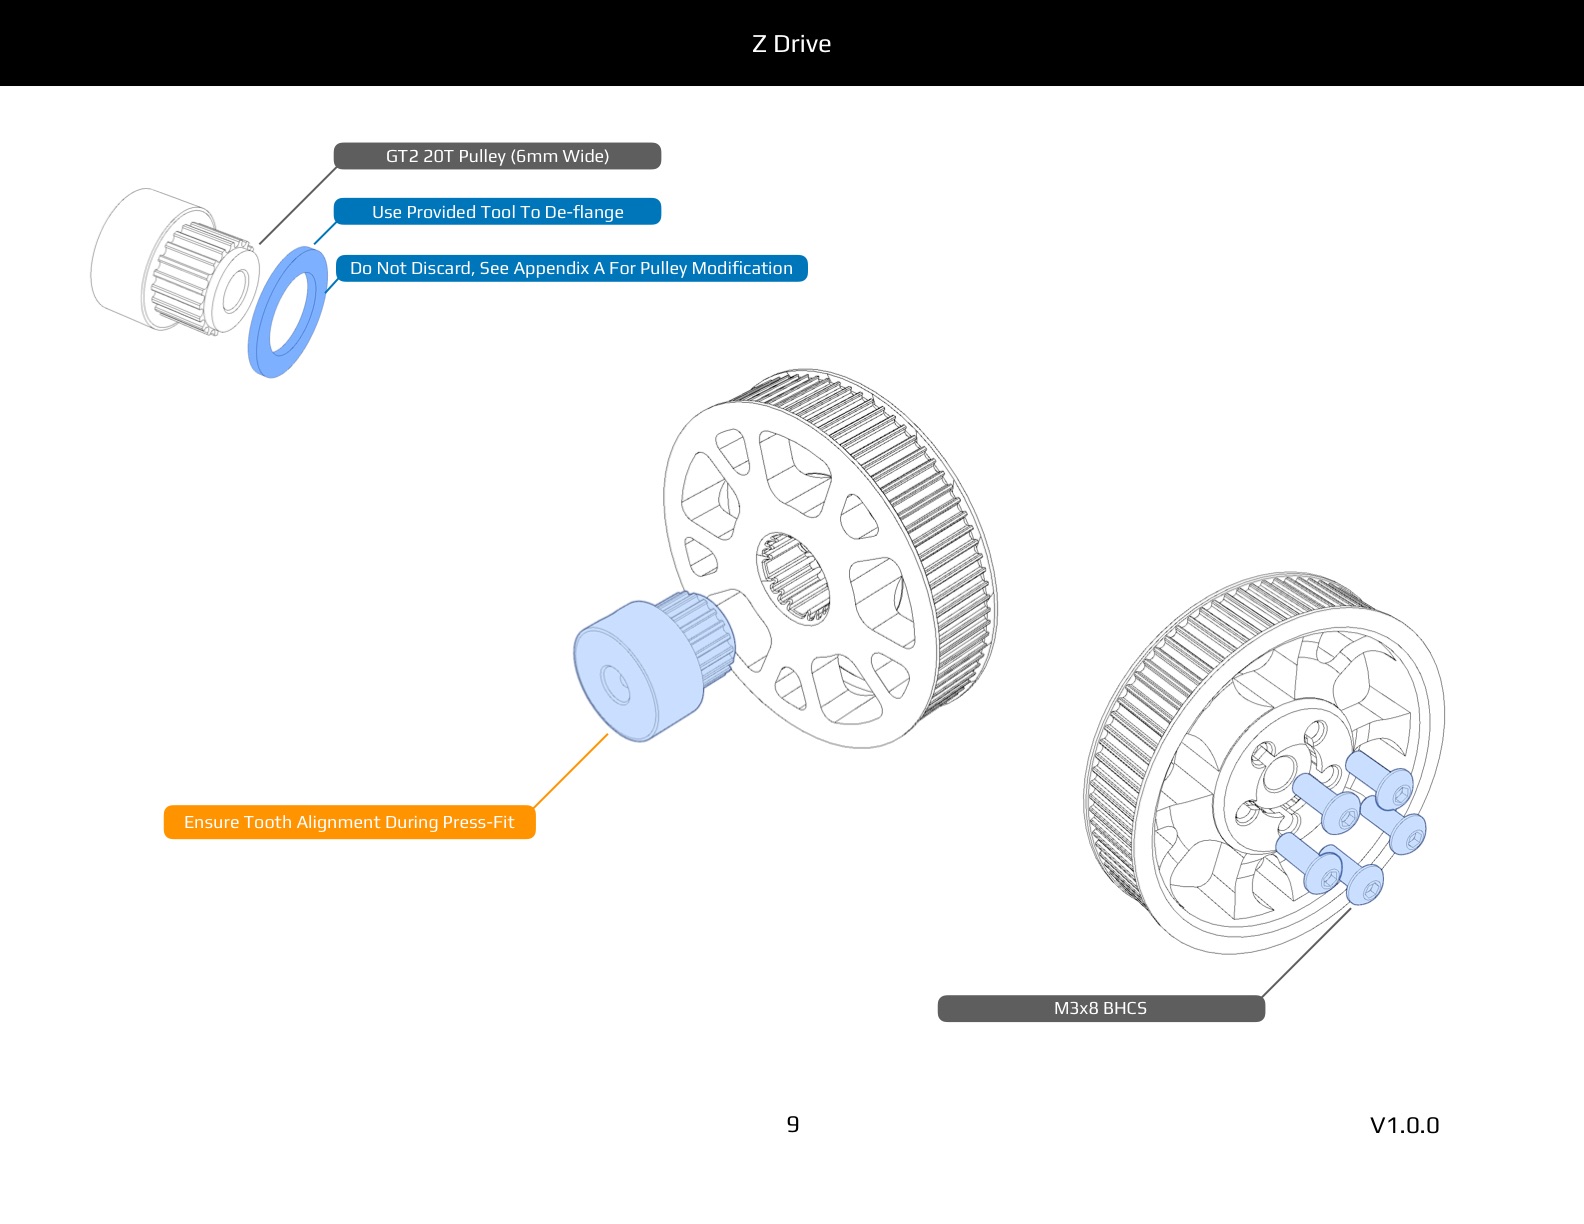 Z Drive
GT2 20T Pulley (6mm Wide)
Use Provided Tool To De-flange
Do Not Discard, See Appendix A For Pulley Modification
Ensure Tooth Alignment During Press-Fit
M3x8 BHCS
9
V1.0.0